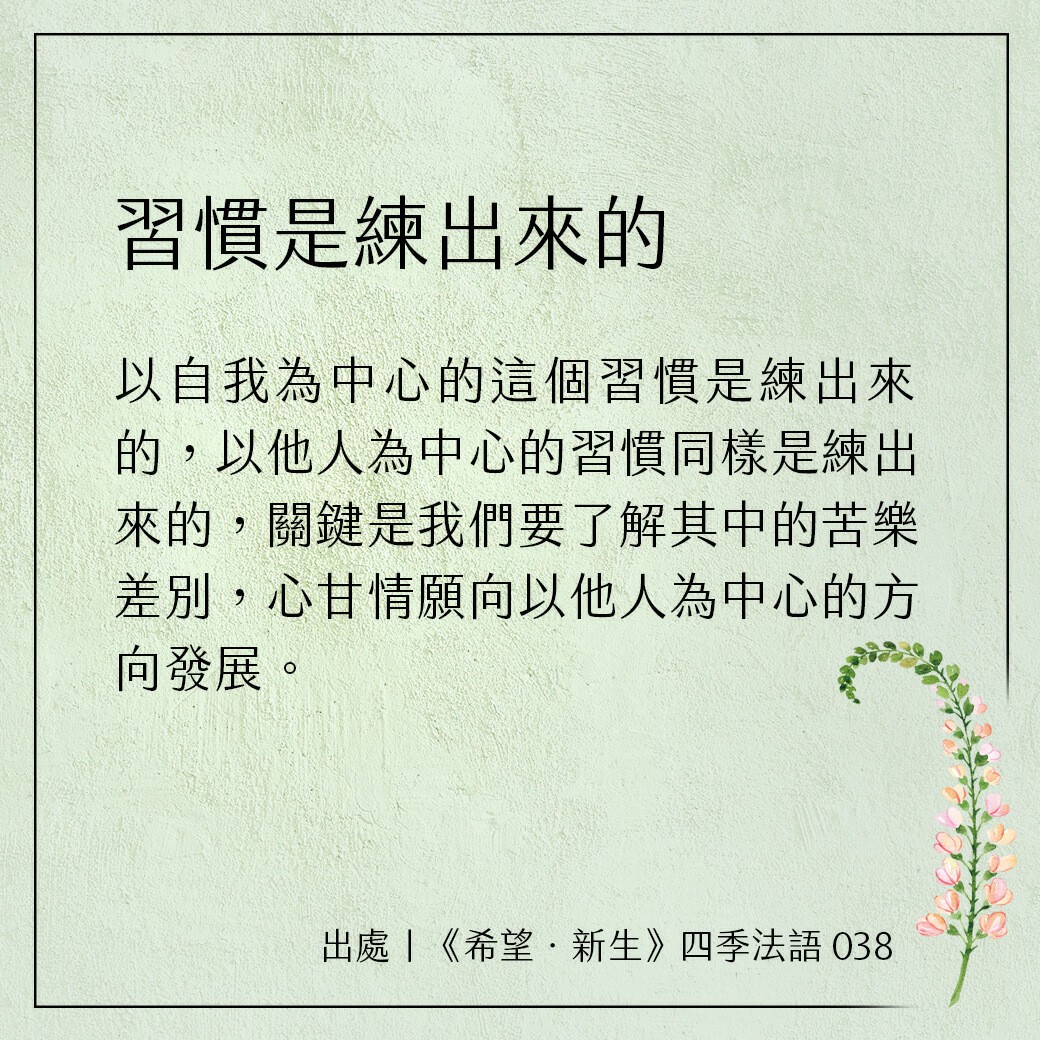 習慣是練出來的
以自我為中心的這個習慣是練出來
的，以他人為中心的習慣同樣是練出
來的，關鍵是我們要了解其中的苦樂
差別，心甘情願向以他人為中心的方
向發展。
出處｜《希望．新生》四季法語 038